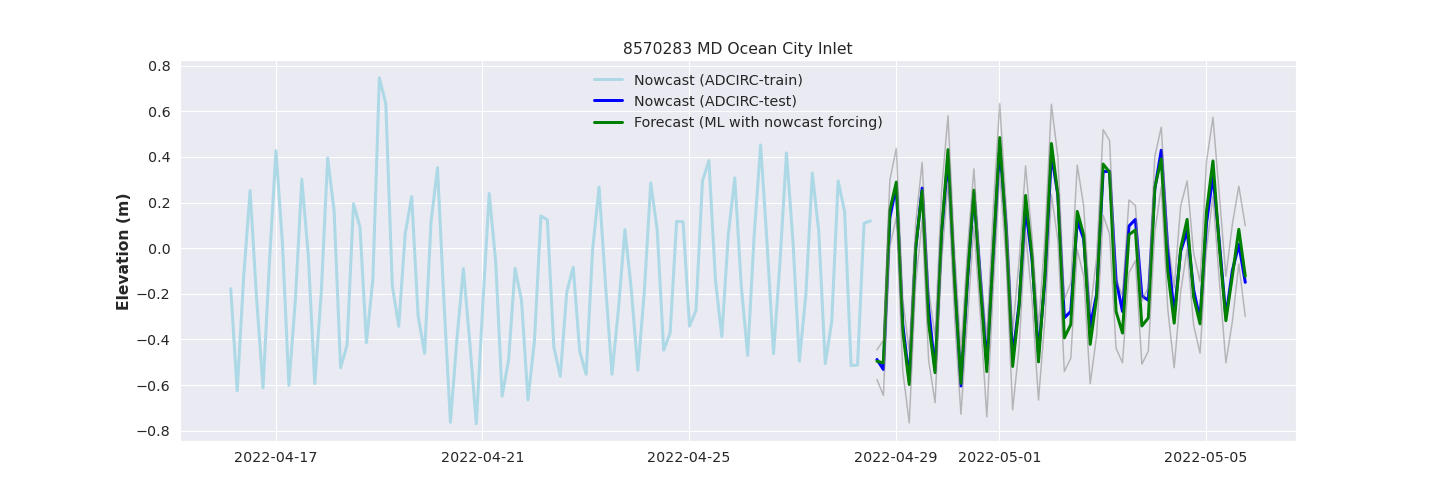 8570283 MD Ocean City Inlet
Nowcast (ADCIRC-train)
Nowcast (ADCIRC-test)
Forecast (ML with nowcast forcing)
Elevation (m)
0.8
0.6
0.4
0.2
0.0
−0.2
−0.4
−0.6
−0.8
2022-04-17 2022-04-21 2022-04-25 2022-04-29 2022-05-01 2022-05-05